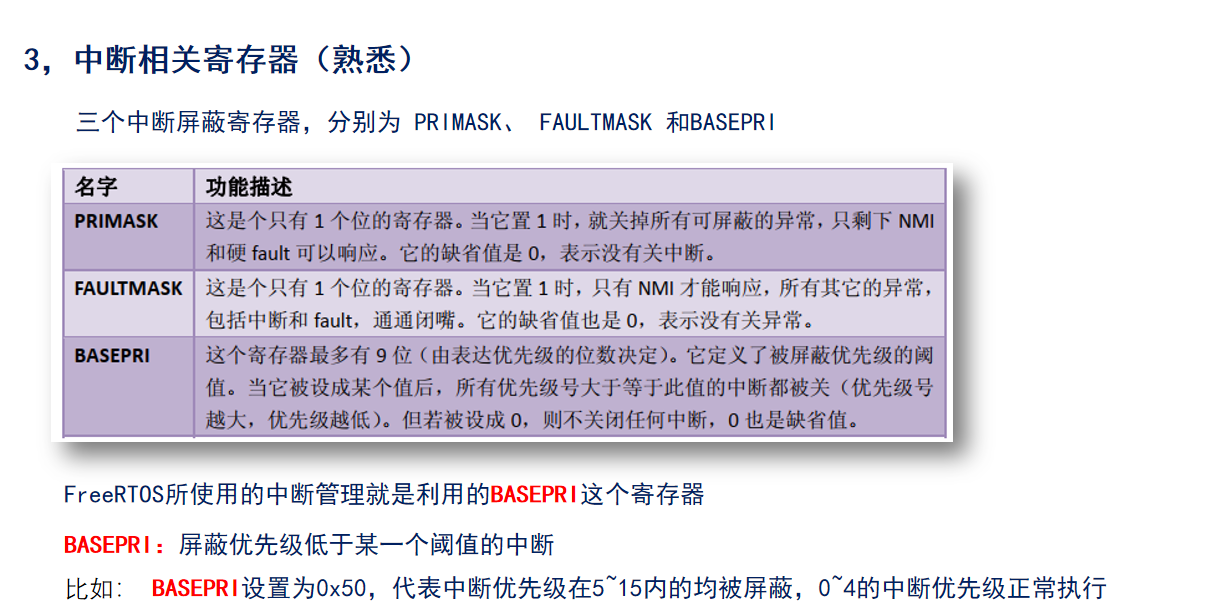 3，中断相关寄存器（熟悉）
三个中断屏蔽寄存器，分别为 PRIMASK、 FAULTMASK 和BASEPRI
名字 功能描述
PRIMASK 这是个只有 1 个位的寄存器。当它置 1 时，就关掉所有可屏蔽的异常，只剩下 NMI
和硬 fault 可以响应。它的缺省值是 0，表示没有关中断。
FAULTMASK 这是个只有 1 个位的寄存器。当它置 1 时，只有 NMI 才能响应，所有其它的异常，
包括中断和 fault，通通闭嘴。它的缺省值也是 0，表示没有关异常。
BASEPRI 这个寄存器最多有 9 位（由表达优先级的位数决定）。它定义了被屏蔽优先级的阈
值。当它被设成某个值后，所有优先级号大于等于此值的中断都被关（优先级号
越大，优先级越低）。但若被设成 0，则不关闭任何中断，0 也是缺省值。
FreeRTOS所使用的中断管理就是利用的BASEPRI这个寄存器
BASEPRI：屏蔽优先级低于某一个阈值的中断
比如： BASEPRI设置为0x50，代表中断优先级在5~15内的均被屏蔽，0~4的中断优先级正常执行